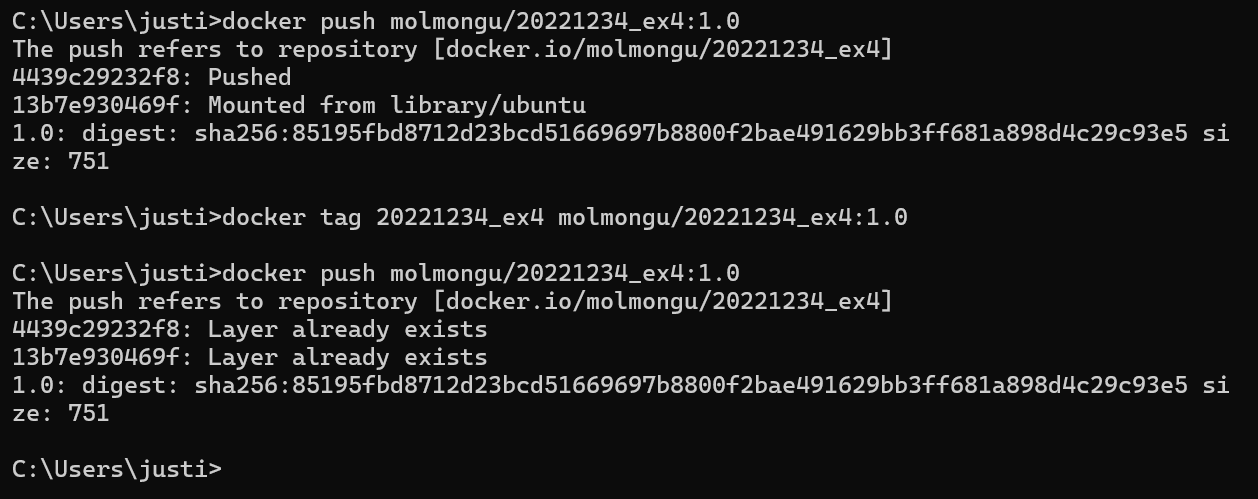 C:\Users\justi>docker push molmongu/20221234_ex4:1.0
The push refers to repository [docker.io/molmongu/20221234_ex4]
4439c29232f8: Pushed
13b7e930469f: Mounted from library/ubuntu
1.0: digest: sha256:85195fbd8712d23bcd51669697b8800f2bae491629bb3ff681a898d4c29c93e5 si
ze: 751
C:\Users\justi>docker tag 20221234_ex4 molmongu/20221234_ex4:1.0
C:\Users\justi>docker push molmongu/20221234_ex4:1.0
The push refers to repository [docker.io/molmongu/20221234_ex4]
4439c29232f8: Layer already exists
13b7e930469f: Layer already exists
1.0: digest: sha256:85195fbd8712d23bcd51669697b8800f2bae491629bb3ff681a898d4c29c93e5 si
ze: 751
C:\Users\justi>